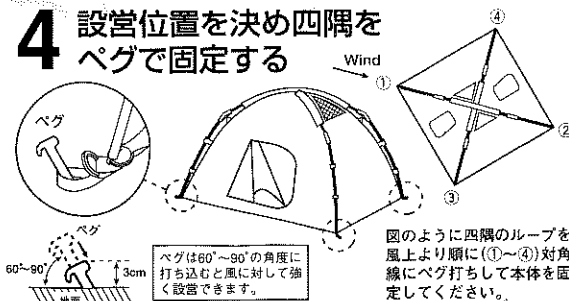 4 設営位置を決め四隅を
ペグで固定する
Wind
①
④
②
③
ペグ
ペグ
60°~90°
3cm
地面
ペグは60°~90°の角度に
打ち込むと風に対して強
く設営できます。
図のように四隅のループを
風上より順に(①~④)対角
線にペグ打ちして本体を固
定してください。